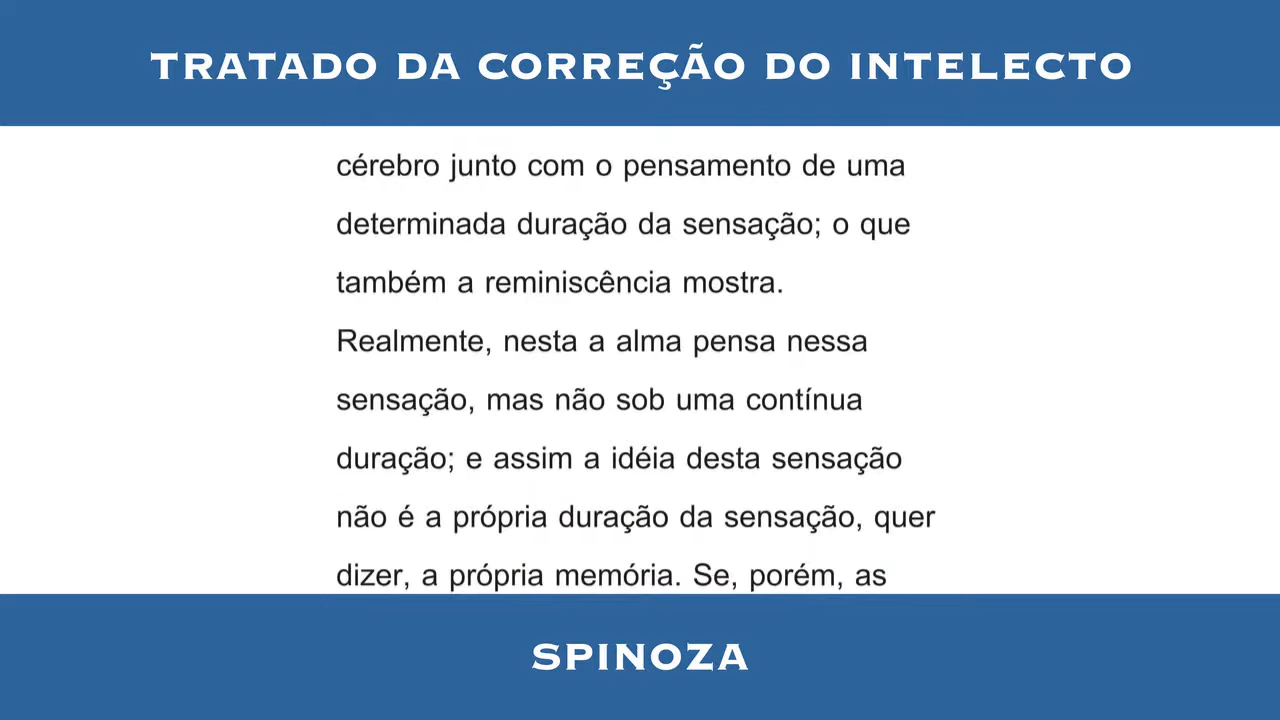 TRATADO DA CORREÇÃO DO INTELECTO
cérebro junto com o pensamento de uma
determinada duração da sensação; o que
também a reminiscência mostra.
Realmente, nesta a alma pensa nessa
sensação, mas não sob uma contínua
duração; e assim a idéia desta sensação
não é a própria duração da sensação, quer
dizer, a própria memória. Se, porém, as
SPINOZA